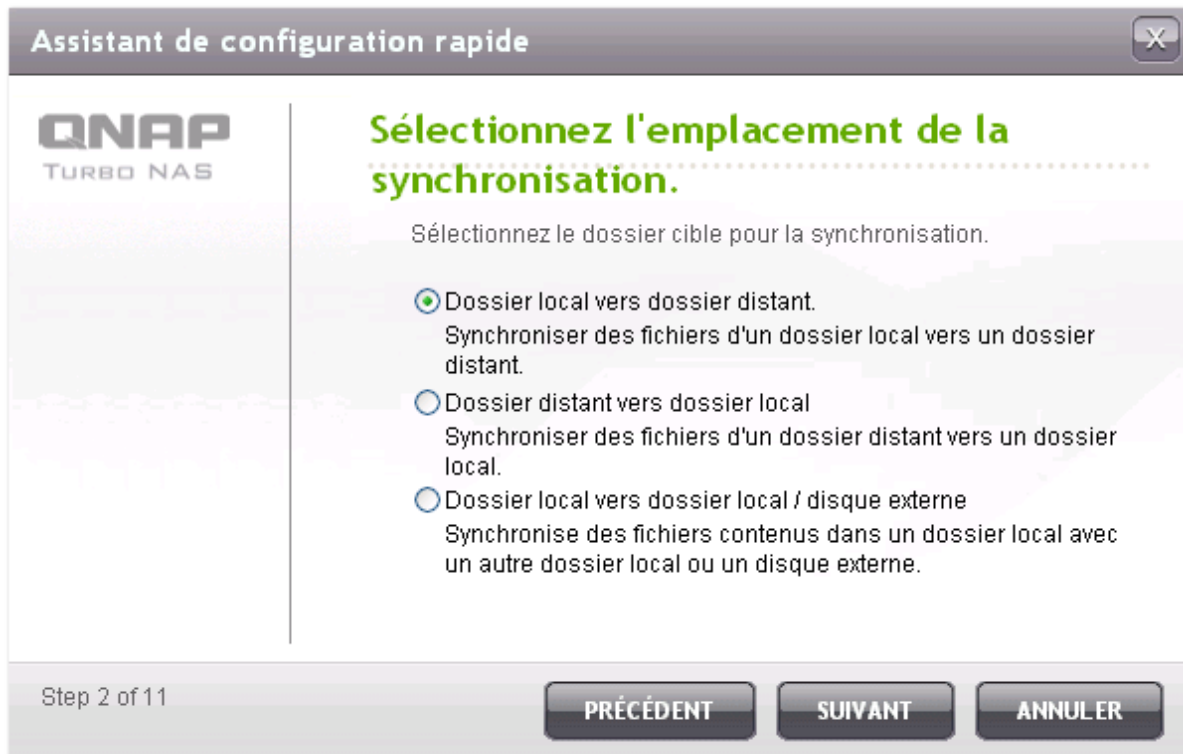 Assistant de configuration rapide
X
QNAP
TURBO NAS
Sélectionnez l'emplacement de la
synchronisation.
Sélectionnez le dossier cible pour la synchronisation.
Dossier local vers dossier distant.
Synchroniser des fichiers d'un dossier local vers un dossier
distant.
Dossier distant vers dossier local
Synchroniser des fichiers d'un dossier distant vers un dossier
local.
Dossier local vers dossier local / disque externe
Synchronise des fichiers contenus dans un dossier local avec
un autre dossier local ou un disque externe.
Step 2 of 11
PRÉCÉDENT
SUIVANT
ANNULER